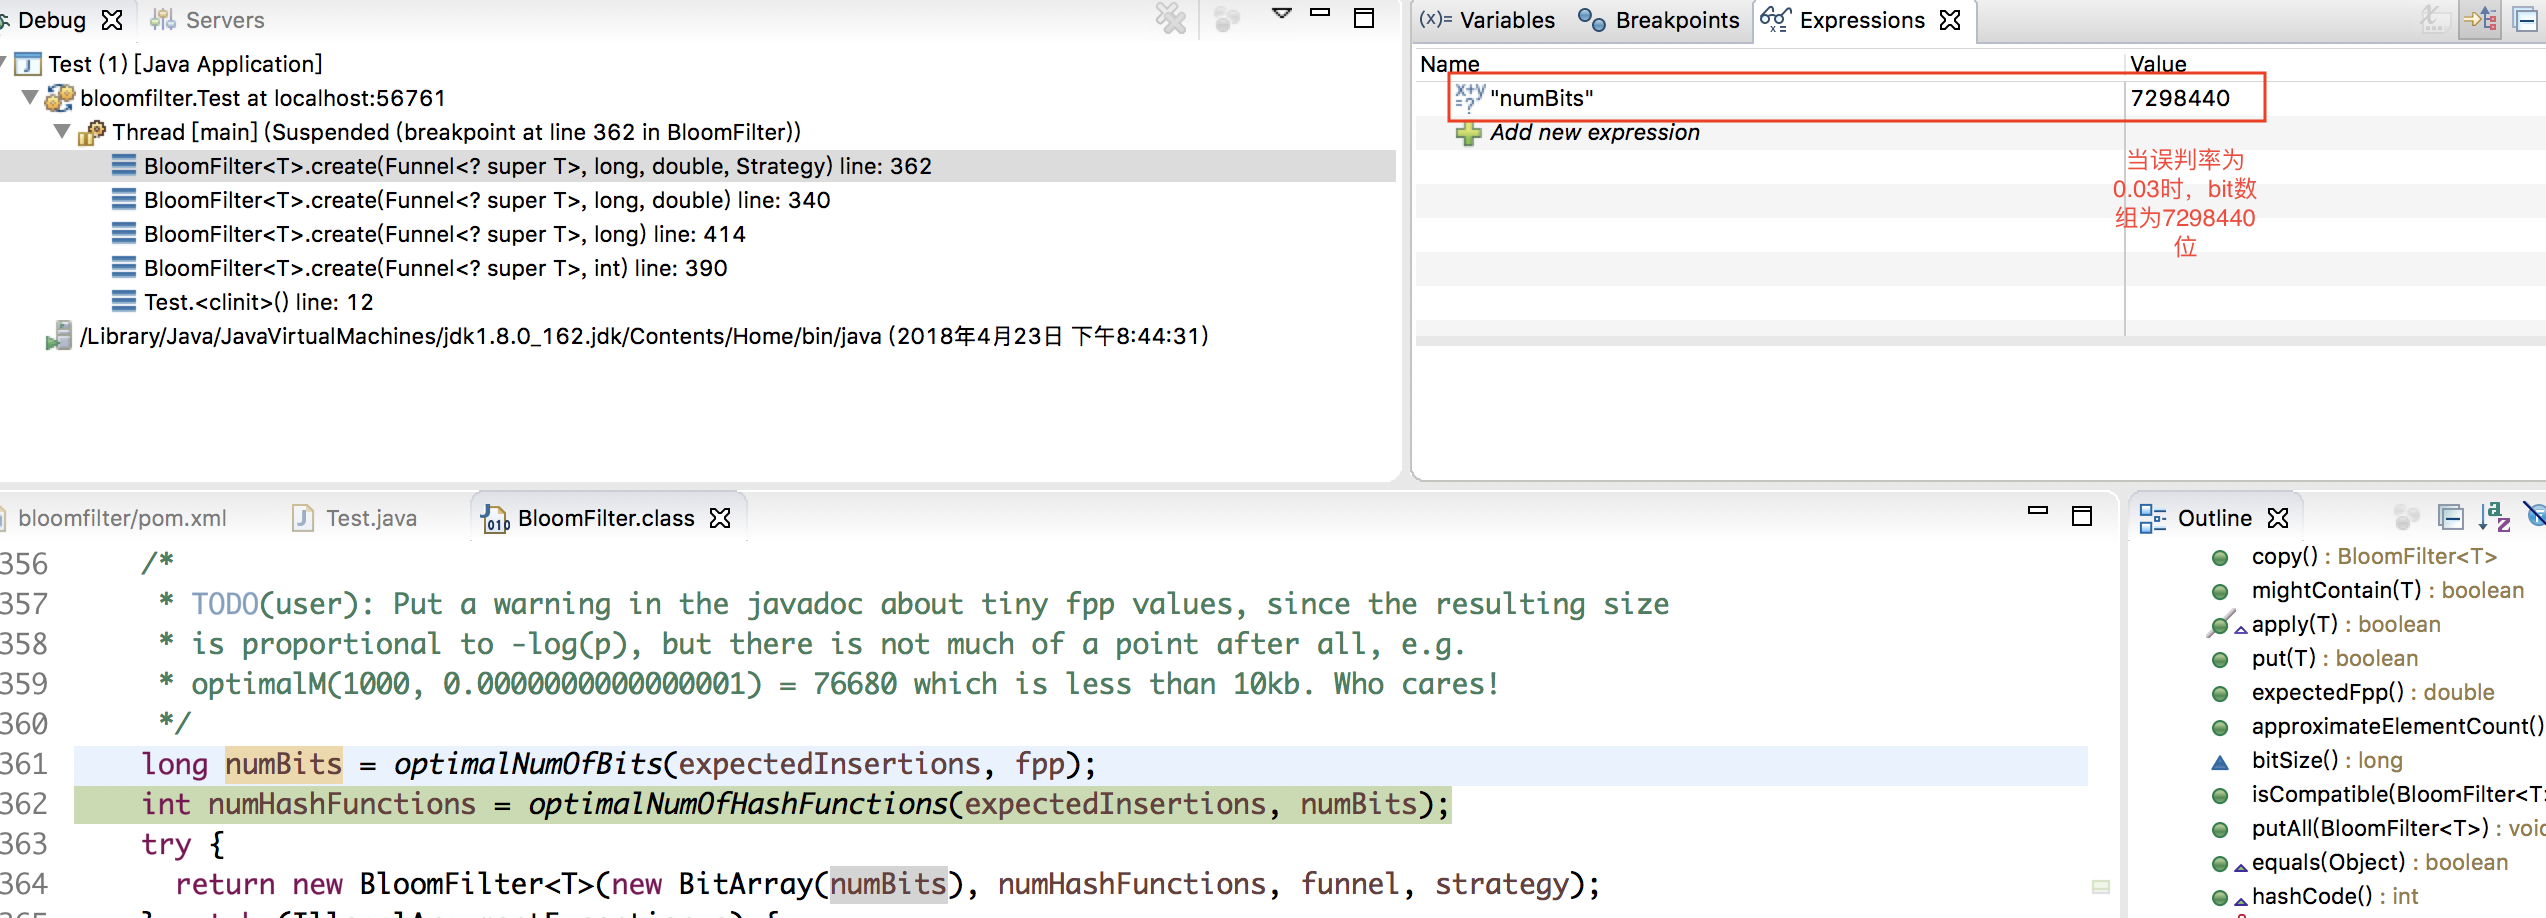 Debug
Servers
Test (1) [Java Application]
bloomfilter.Test at localhost:56761
Thread [main] (Suspended (breakpoint at line 362 in BloomFilter))
BloomFilter<T>.create(Funnel<? super T>, long, double, Strategy) line: 362
BloomFilter<T>.create(Funnel<? super T>, long, double) line: 340
BloomFilter<T>.create(Funnel<? super T>, long) line: 414
BloomFilter<T>.create(Funnel<? super T>, int) line: 390
Test.<clinit>() line: 12
/Library/Java/JavaVirtualMachines/jdk1.8.0_162.jdk/Contents/Home/bin/java (2018年4月23日 下午8:44:31)
(x)= Variables
Breakpoints
Expressions
Name Value
"numBits" 7298440
Add new expression
当误判率为
0.03时，bit数
组为7298440
位
bloomfilter/pom.xml
Test.java
BloomFilter.class
356 /*
357 * TODO(user): Put a warning in the javadoc about tiny fpp values, since the resulting size
358 * is proportional to -log(p), but there is not much of a point after all, e.g.
359 * optimalM(1000, 0.0000000000000001) = 76680 which is less than 10kb. Who cares!
360 */
361 long numBits = optimalNumOfBits(expectedInsertions, fpp);
362 int numHashFunctions = optimalNumOfHashFunctions(expectedInsertions, numBits);
363 try {
364 return new BloomFilter<T>(new BitArray(numBits), numHashFunctions, funnel, strategy);
Outline
copy() : BloomFilter<T>
mightContain(T) : boolean
apply(T) : boolean
put(T) : boolean
expectedFpp() : double
approximateElementCount()
bitSize() : long
isCompatible(BloomFilter<T
putAll(BloomFilter<T>) : voi
equals(Object) : boolean
hashCode() : int